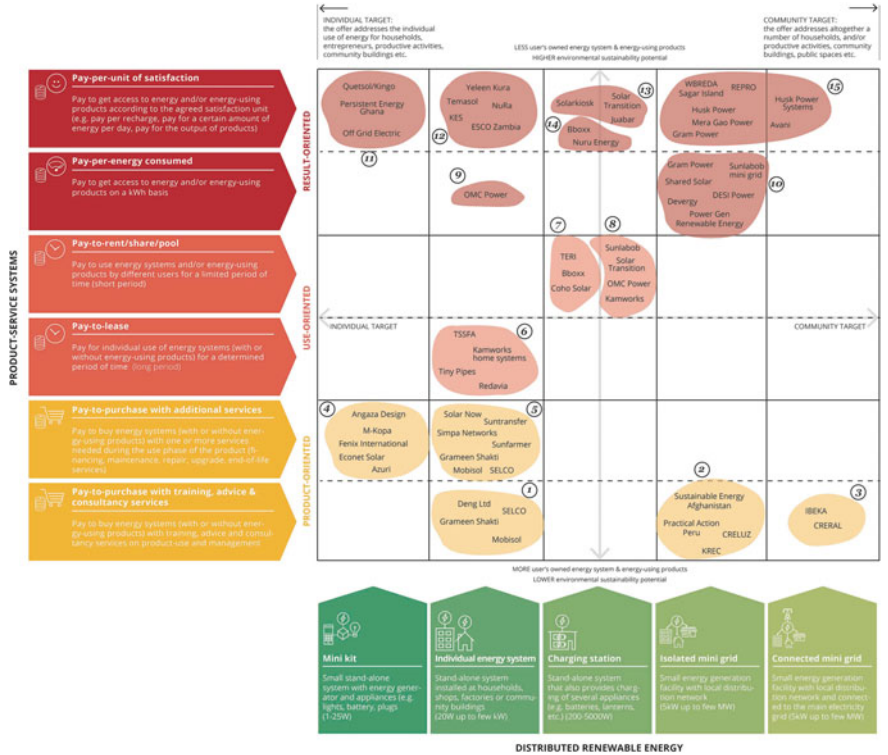 INDIVIDUAL TARGET:
the offer addresses the individual
use of energy for households,
entrepreneurs, productive activities,
community buildings etc.
COMMUNITY TARGET:
the offer addresses altogether a
number of households, and/or
productive activities, community
buildings, public spaces etc.
LESS user's owned energy system & energy-using products
HIGHER environmental sustainability potential
PRODUCT-SERVICE SYSTEMS
RESULT-ORIENTED
USE-ORIENTED
PRODUCT-ORIENTED
Pay-per-unit of satisfaction
Pay to get access to energy and/or energy-using
products according to the agreed satisfaction unit
(e.g. pay per recharge, pay for a certain amount of
energy per day, pay for the output of products)
Quetsol/Kingo
Persistent Energy
Ghana
Off Grid Electric
11
Yeleen Kura
Temasol
NuRa
KES
ESCO Zambia
12
Solarkiosk
Solar
Transition
Juabar
13
14
Bboxx
Nuru Energy
WBREDA
Sagar Island
REPRO
Husk Power
Mera Gao Power
Gram Power
Husk Power
Systems
Avani
15
Pay-per-energy consumed
Pay to get access to energy and/or energy-using
products on a kWh basis
9
OMC Power
Gram Power
Sunlabob
mini grid
Shared Solar
DESI Power
Devergy
Power Gen
Renewable Energy
10
Pay-to-rent/share/pool
Pay to use energy systems and/or energy-using
products by different users for a limited period of
time (short period)
7
TERI
Bboxx
Coho Solar
8
Sunlabob
Solar
Transition
OMC Power
Kamworks
INDIVIDUAL TARGET
COMMUNITY TARGET
Pay-to-lease
Pay for individual use of energy systems (with or
without energy-using products) for a determined
period of time (long period)
6
TSSFA
Kamworks
home systems
Tiny Pipes
Redavia
Pay-to-purchase with additional services
Pay to buy energy systems (with or without ener-
gy-using products) with one or more services
needed during the use phase of the product (fi-
nancing, maintenance, repair, upgrade, end-of-life
services)
4
Angaza Design
M-Kopa
Fenix International
Econet Solar
Azuri
5
Solar Now
Suntransfer
Simpa Networks
Sunfarmer
Grameen Shakti
Mobisol SELCO
Pay-to-purchase with training, advice &
consultancy services
Pay to buy energy systems (with or without ener-
gy-using products) with training, advice and consul-
tancy services on product use and management
1
Deng Ltd
SELCO
Grameen Shakti
Mobisol
2
Sustainable Energy
Afghanistan
Practical Action
Peru
CRELUZ
KREC
3
IBEKA
CRERAL
MORE user's owned energy system & energy-using products
LOWER environmental sustainability potential
Mini kit
Small stand-alone
system with energy gener-
ator and appliances (e.g.
lights, battery, plugs
(1-25W)
Individual energy system
Stand-alone system
installed at households,
shops, factories or commu-
nity buildings
(20W up to few kW)
Charging station
Stand-alone system
that also provides charg-
ing of several appliances
(e.g. batteries, lanterns,
etc.) (200-5000W)
Isolated mini grid
Small energy generation
facility with local distribu-
tion network
(5kW up to few MW)
Connected mini grid
Small energy generation
facility with local distribu-
tion network and connect-
ed to the main electricity
grid (5kW up to few MW)
DISTRIBUTED RENEWABLE ENERGY